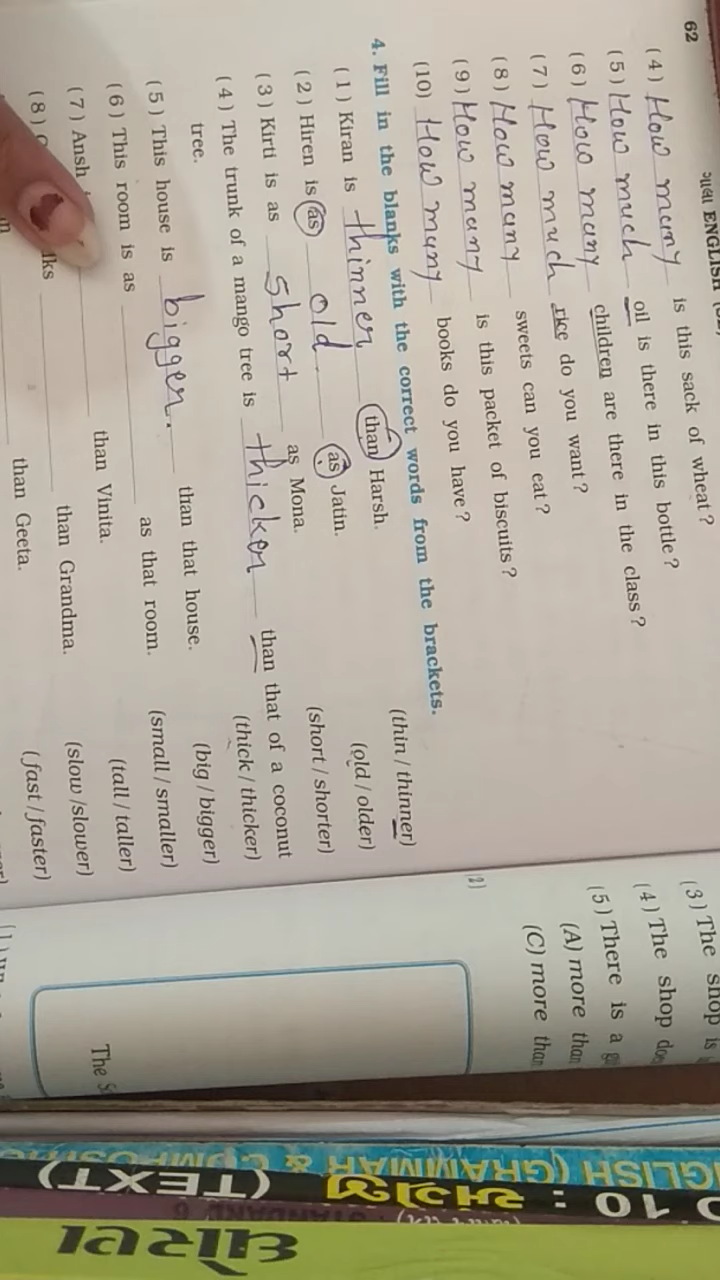 62
ગાલા ENGLISH
(4) How many is this sack of wheat?
(5) How much oil is there in this bottle?
(6) How many children are there in the class?
(7) How much rice do you want?
(8) How many sweets can you eat?
(9) How many is this packet of biscuits?
(10) How many books do you have?
4. Fill in the blanks with the correct words from the brackets.
(1) Kiran is thinner than Harsh. (thin / thinner)
(2) Hiren is as old as Jatin. (old / older)
(3) Kirti is as short as Mona. (short / shorter)
(4) The trunk of a mango tree is thicker than that of a coconut
tree. (thick / thicker)
(5) This house is bigger. than that house. (big / bigger)
(6) This room is as as that room. (small / smaller)
(7) Ansh than Vinita. (tall / taller)
(8) than Grandma. (slow / slower)
than Geeta. (fast / faster)
(3) The shop is
(4) The shop
(5) There is a
(A) more than
(C) more than
The
ENGLISH (GRAMMAR &
10 : અંગ્રેજી (TEXT)
STANDARD 6